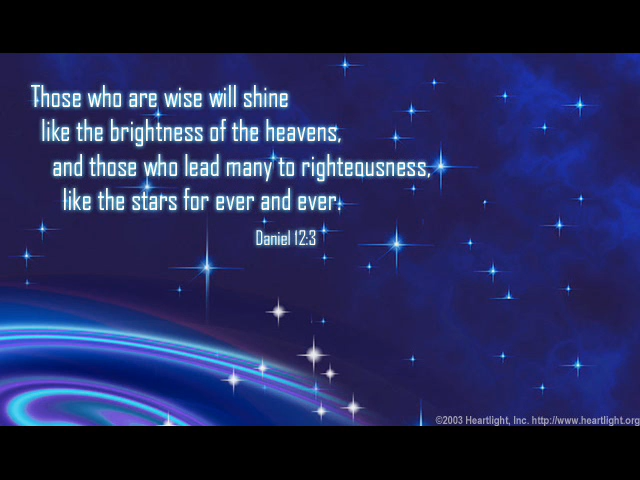 Those who are wise will shine
like the brightness of the heavens,
and those who lead many to righteousness,
like the stars for ever and ever.
Daniel 12:3
©2003 Heartlight, Inc. http://www.heartlight.org